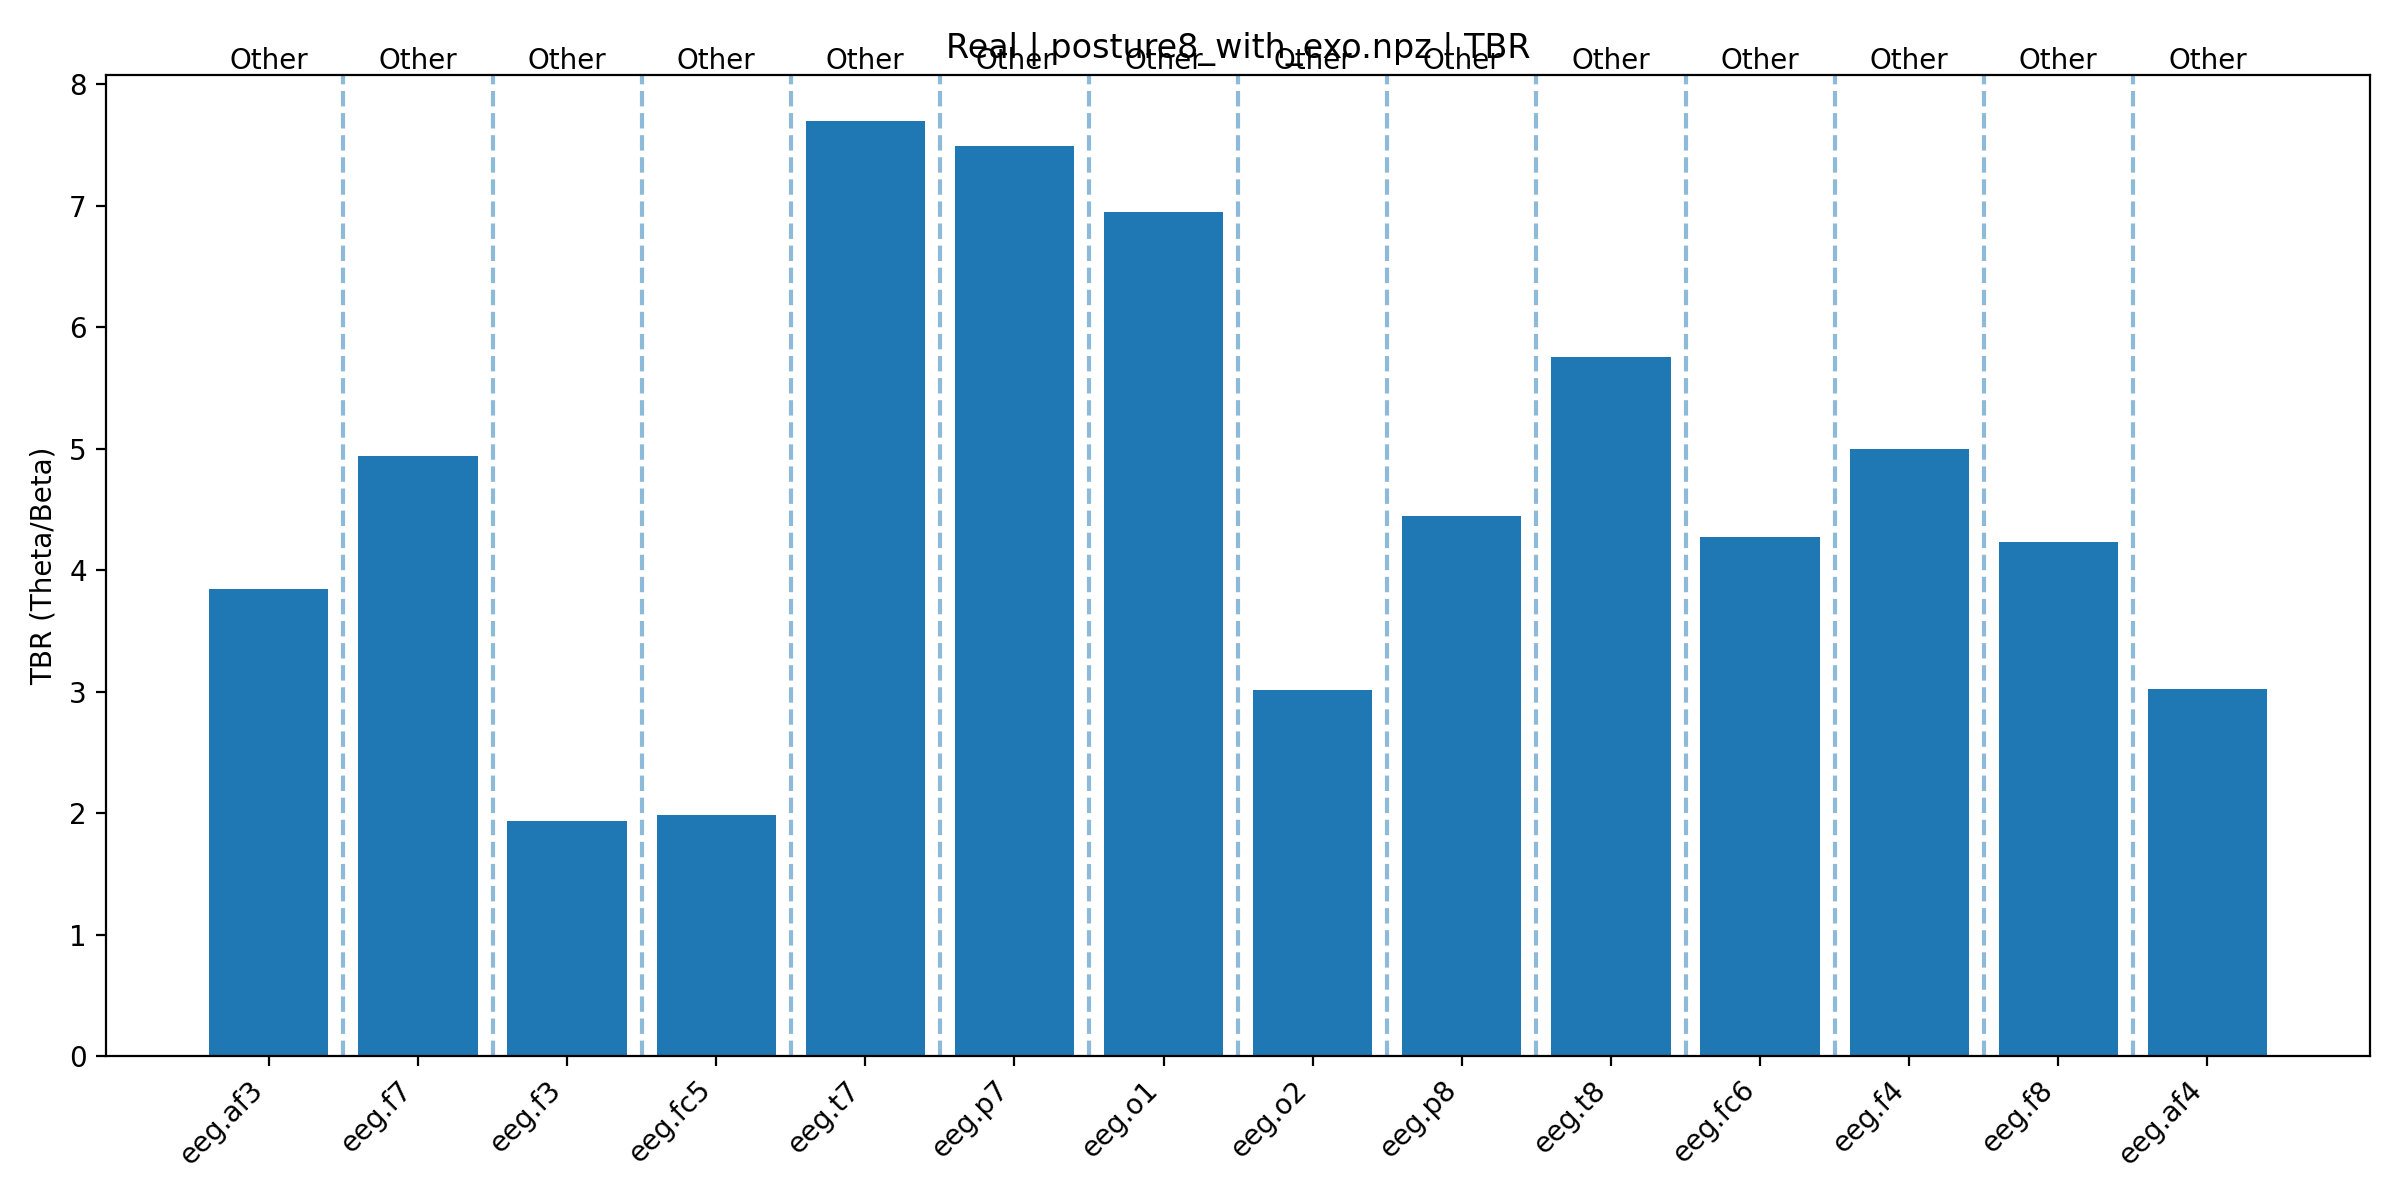 Real | posture8_with_exo.npz | TBR
Other Other Other Other Other Other Other Other Other Other Other Other Other Other
8
7
6
5
4
3
2
1
0
TBR (Theta/Beta)
eeg.af3 eeg.f7 eeg.f3 eeg.fc5 eeg.t7 eeg.p7 eeg.o1 eeg.o2 eeg.p8 eeg.t8 eeg.fc6 eeg.f4 eeg.f8 eeg.af4